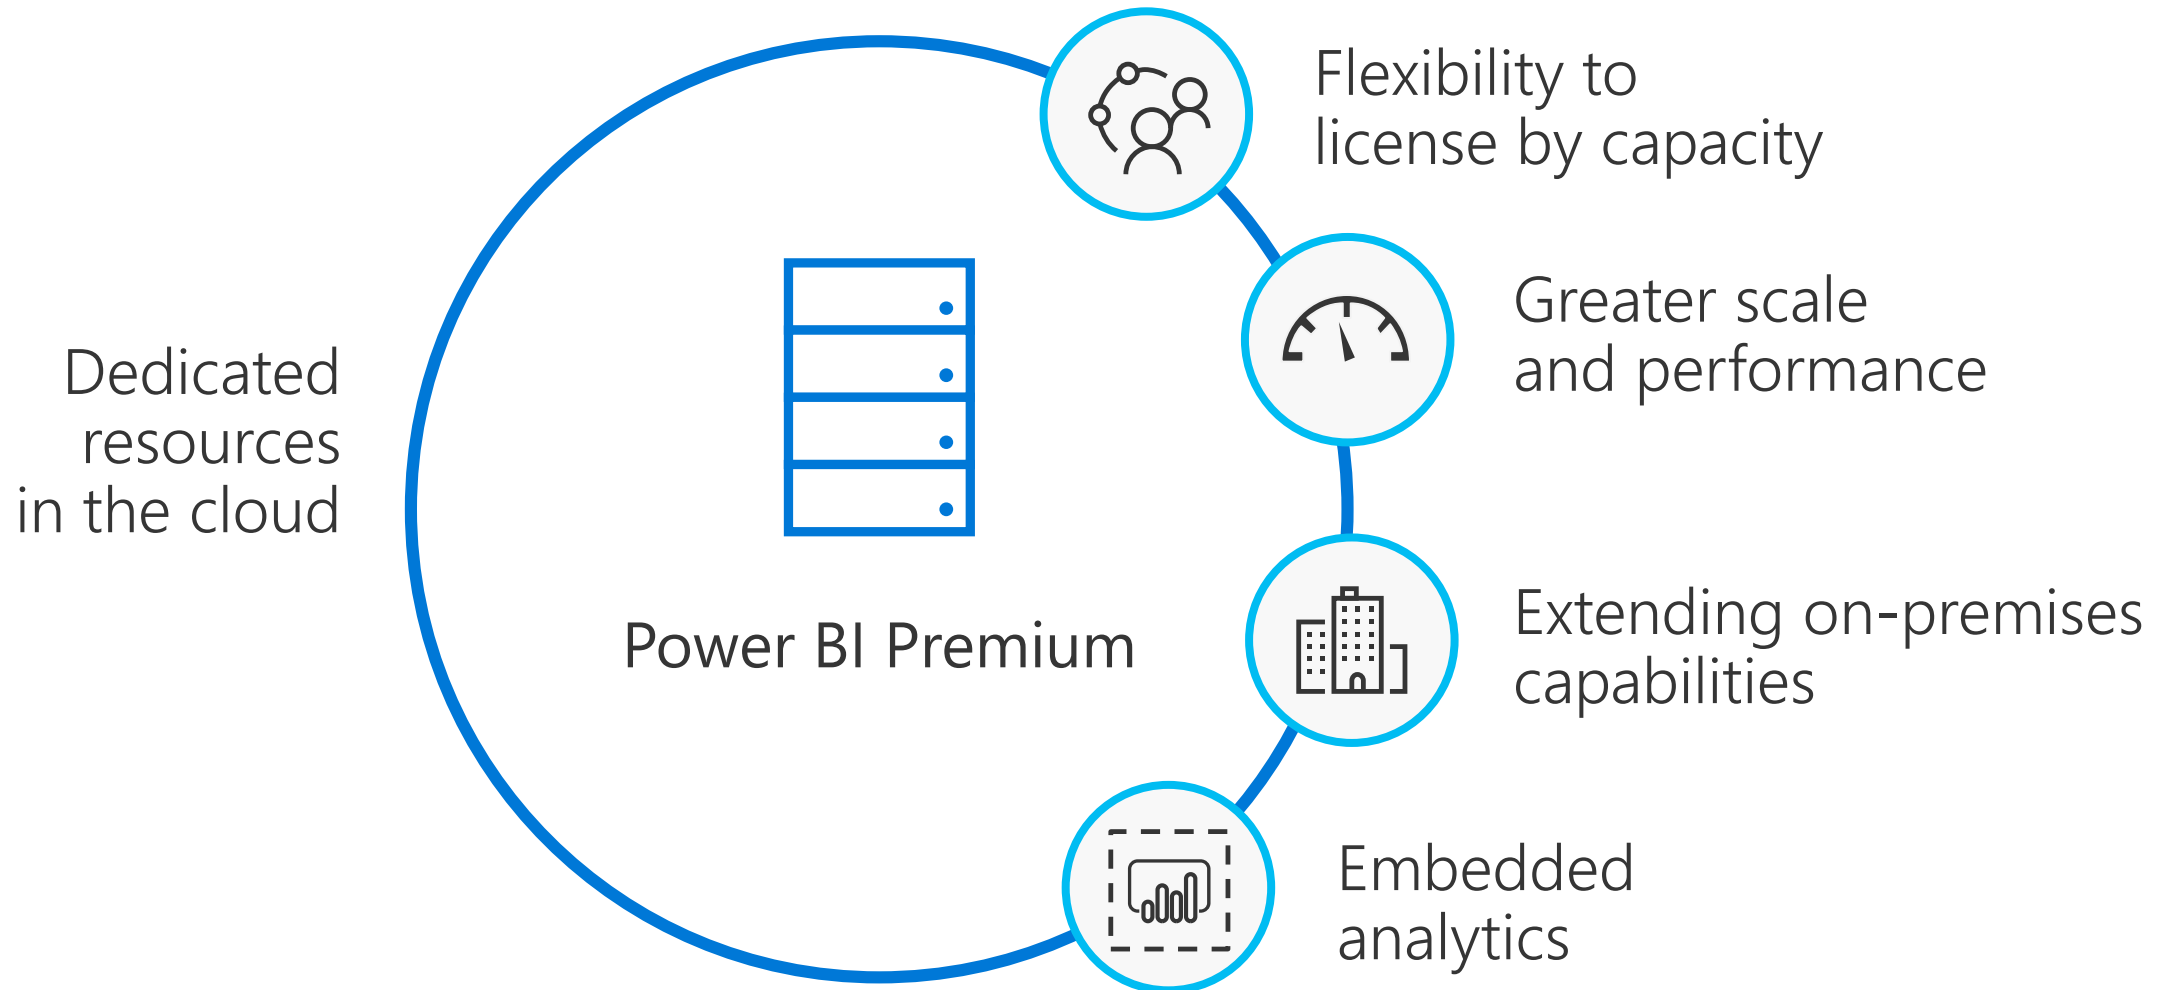 Dedicated
resources
in the cloud
Power BI Premium
Flexibility to
license by capacity
Greater scale
and performance
Extending on-premises
capabilities
Embedded
analytics